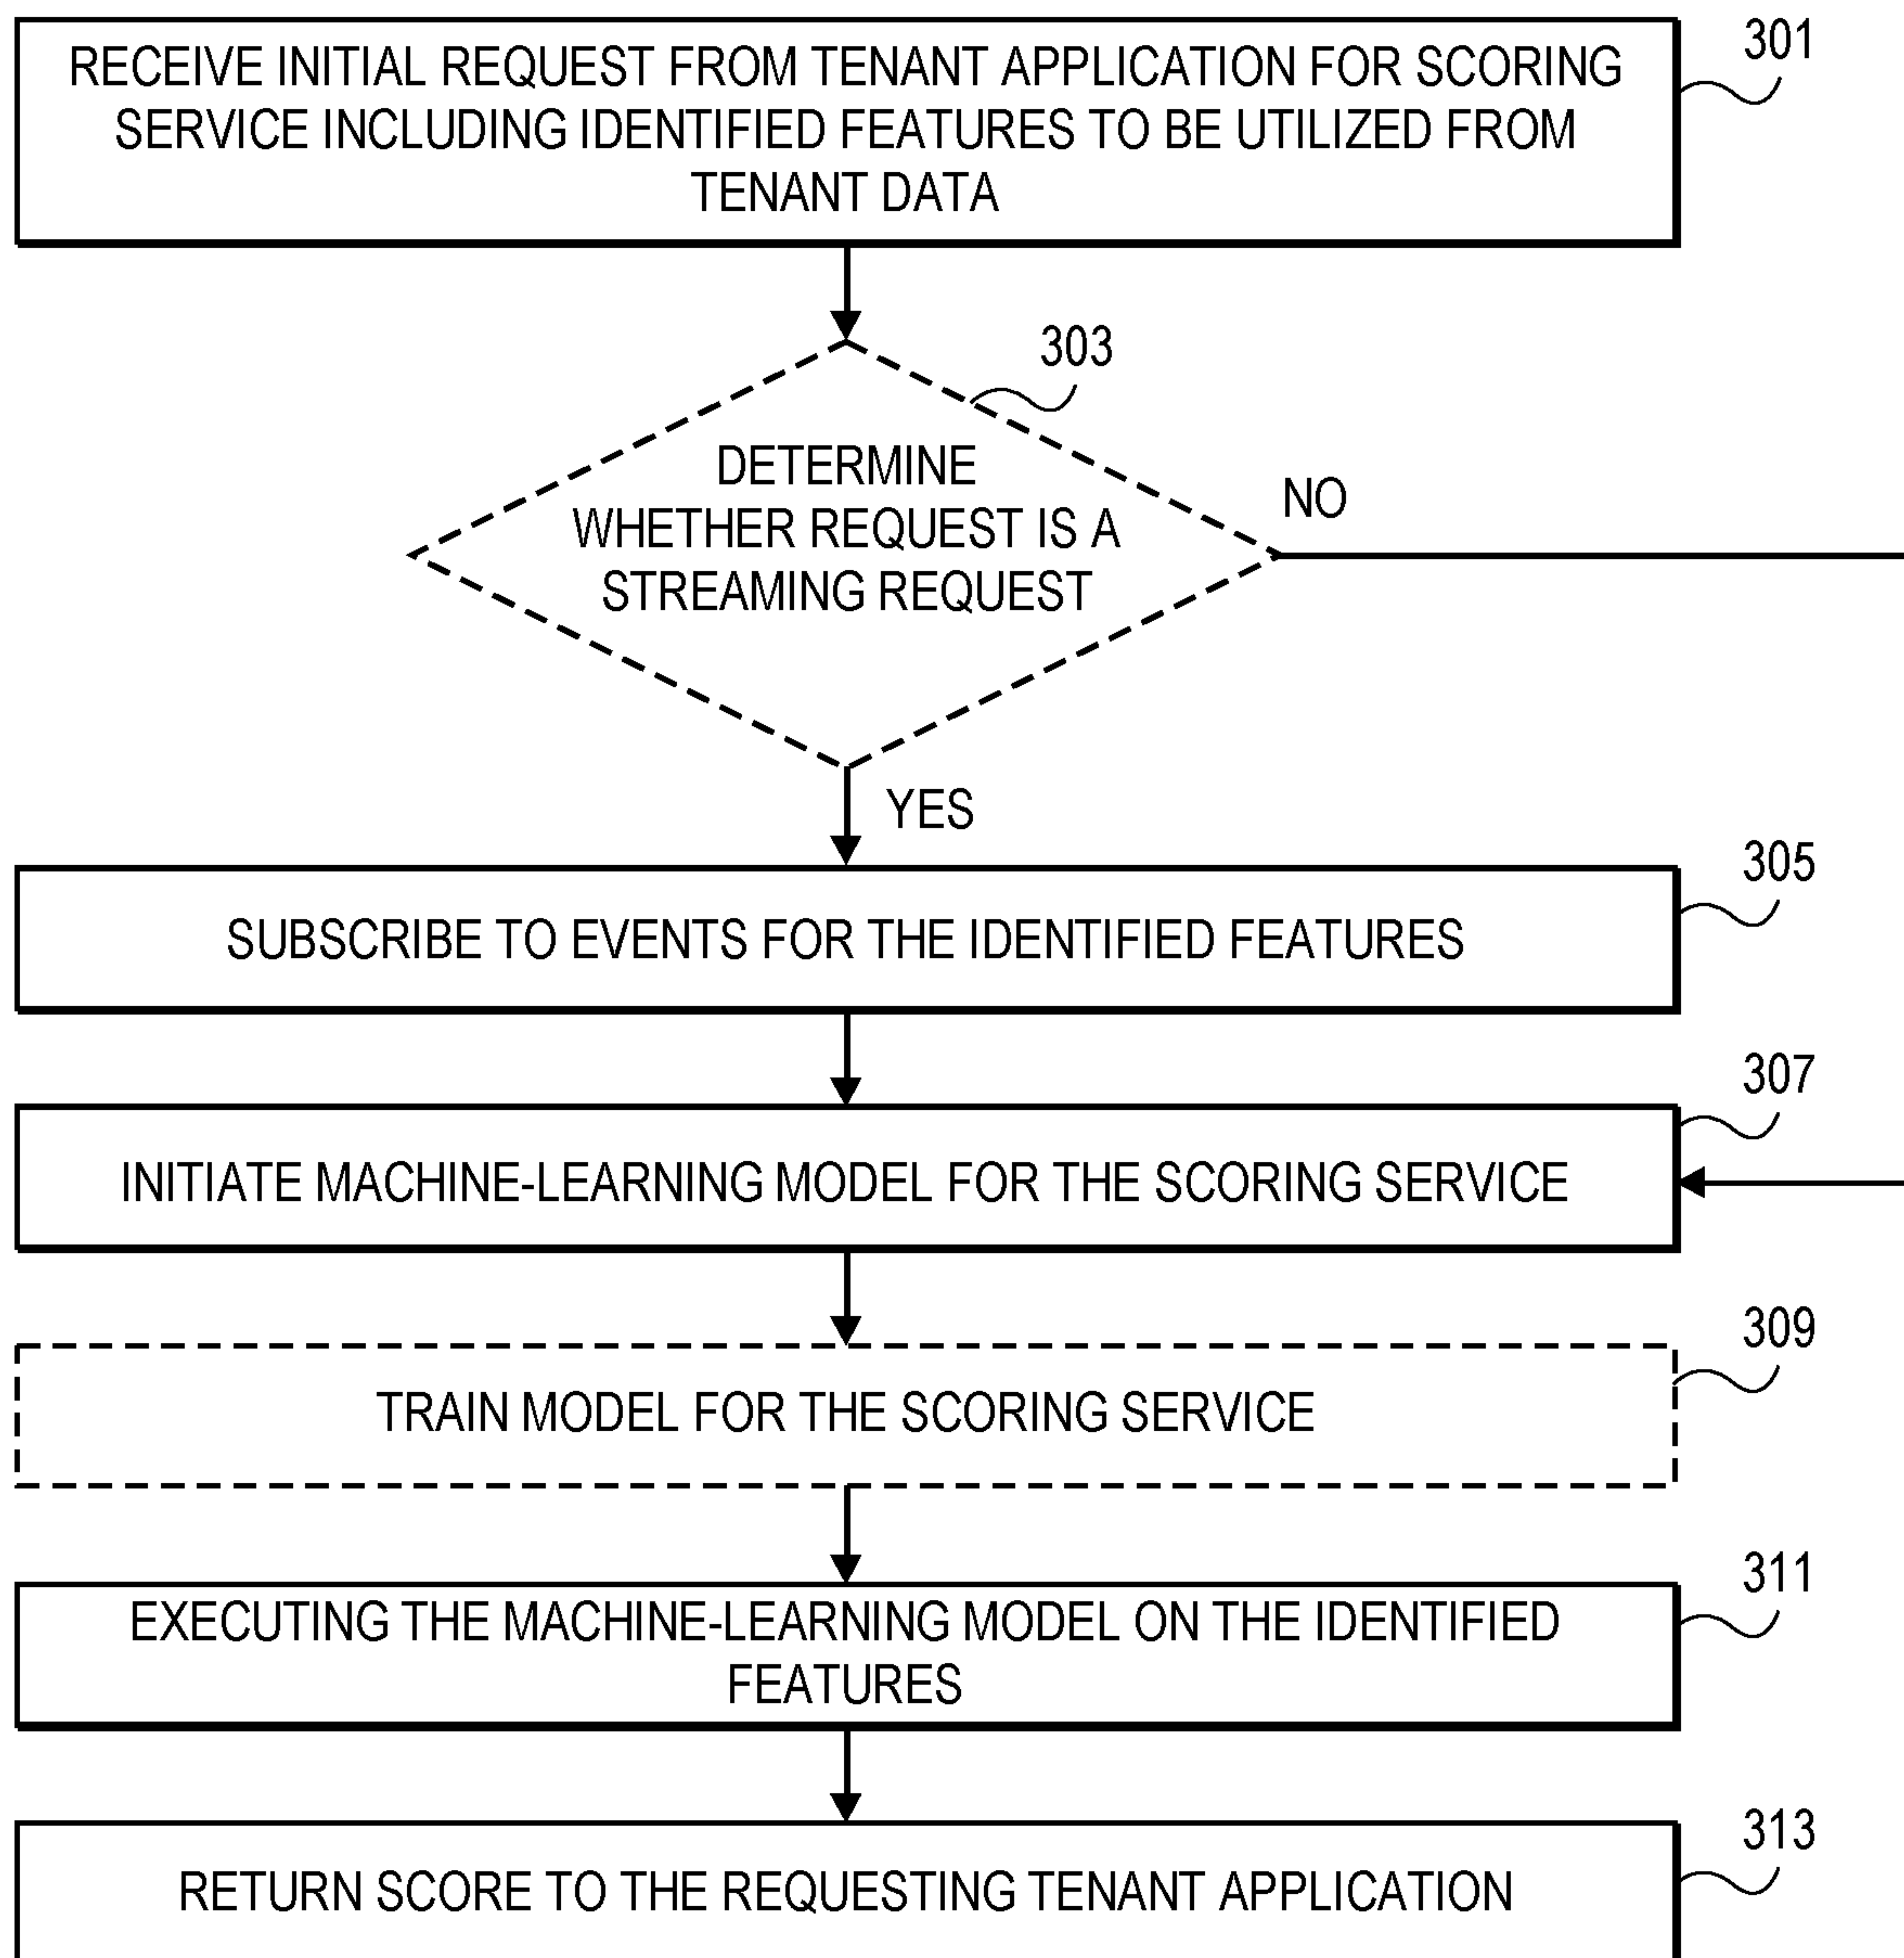 RECEIVE INITIAL REQUEST FROM TENANT APPLICATION FOR SCORING
SERVICE INCLUDING IDENTIFIED FEATURES TO BE UTILIZED FROM
TENANT DATA
301
303
DETERMINE
WHETHER REQUEST IS A
STREAMING REQUEST
NO
YES
305
SUBSCRIBE TO EVENTS FOR THE IDENTIFIED FEATURES
307
INITIATE MACHINE-LEARNING MODEL FOR THE SCORING SERVICE
309
TRAIN MODEL FOR THE SCORING SERVICE
311
EXECUTING THE MACHINE-LEARNING MODEL ON THE IDENTIFIED
FEATURES
313
RETURN SCORE TO THE REQUESTING TENANT APPLICATION